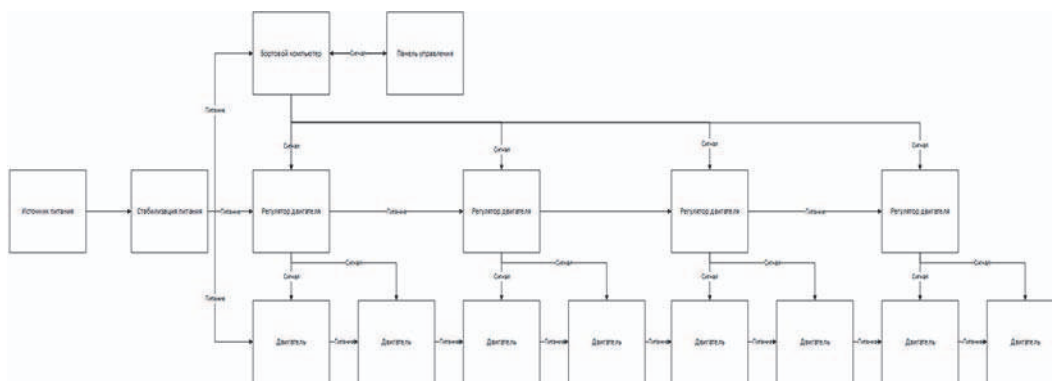 Бортовой компьютер
Сигнал
Панель управления
Питание
Сигнал
Сигнал
Сигнал
Сигнал
Источник питания
Стабилизация питания
Питание
Регулятор двигателя
Питание
Регулятор двигателя
Регулятор двигателя
Питание
Регулятор двигателя
Сигнал
Сигнал
Сигнал
Сигнал
Сигнал
Сигнал
Сигнал
Сигнал
Питание
Двигатель
Питание
Двигатель
Питание
Двигатель
Питание
Двигатель
Питание
Двигатель
Питание
Двигатель
Питание
Двигатель
Питание
Двигатель